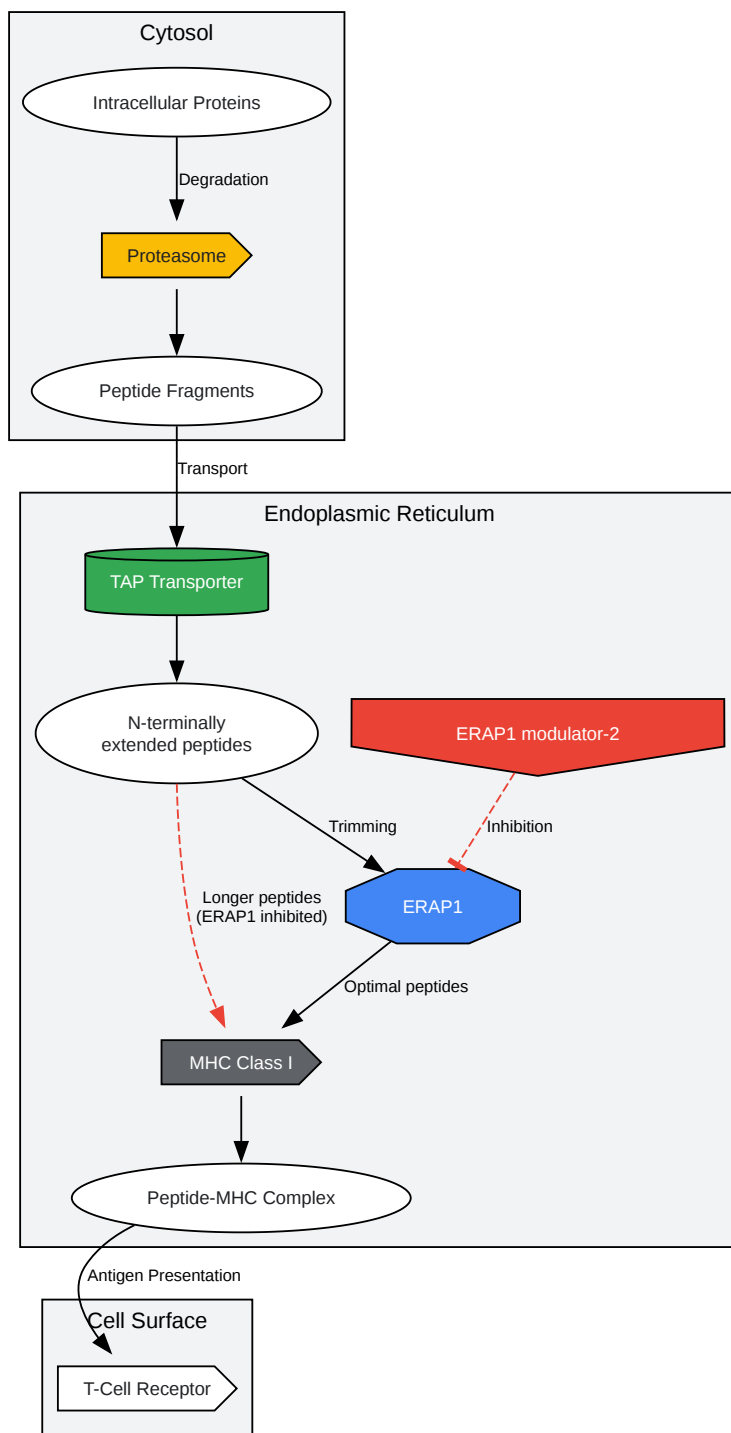 Cytosol
Intracellular Proteins
Degradation
Proteasome
Peptide Fragments
Transport
Endoplasmic Reticulum
TAP Transporter
N-terminally
extended peptides
ERAP1 modulator-2
Trimming
Inhibition
Longer peptides
(ERAP1 inhibited)
ERAP1
Optimal peptides
MHC Class I
Peptide-MHC Complex
Antigen Presentation
Cell Surface
T-Cell Receptor